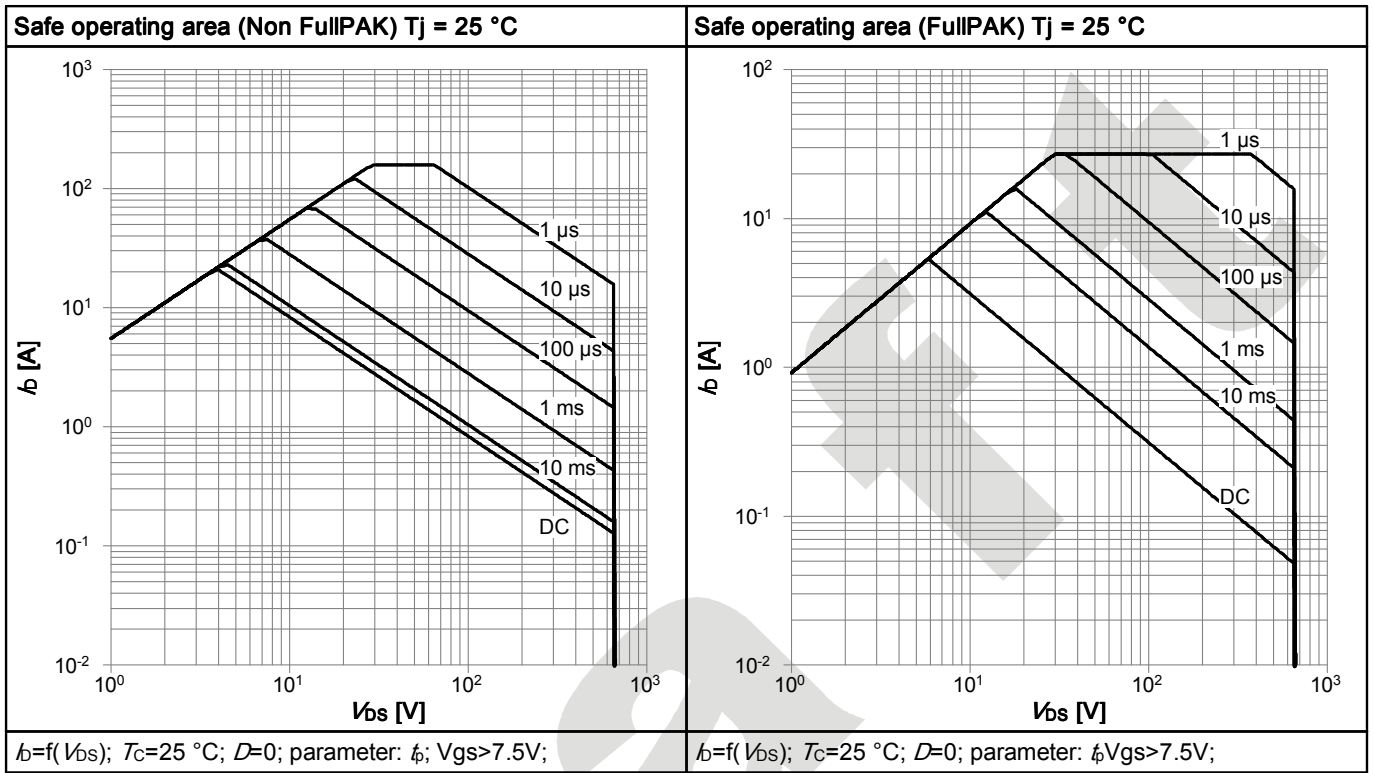 Safe operating area (Non FullPAK) Tj = 25 °C
10³
10²
10¹
10⁰
10⁻¹
10⁻²
ID [A]
1 µs
10 µs
100 µs
1 ms
10 ms
DC
10⁰ 10¹ 10² 10³
VDS [V]
ID=f(VDS); TC=25 °C; D=0; parameter: tp; Vgs>7.5V;
Safe operating area (FullPAK) Tj = 25 °C
10²
10¹
10⁰
10⁻¹
10⁻²
ID [A]
1 µs
10 µs
100 µs
1 ms
10 ms
DC
10⁰ 10¹ 10² 10³
VDS [V]
ID=f(VDS); TC=25 °C; D=0; parameter: tpVgs>7.5V;